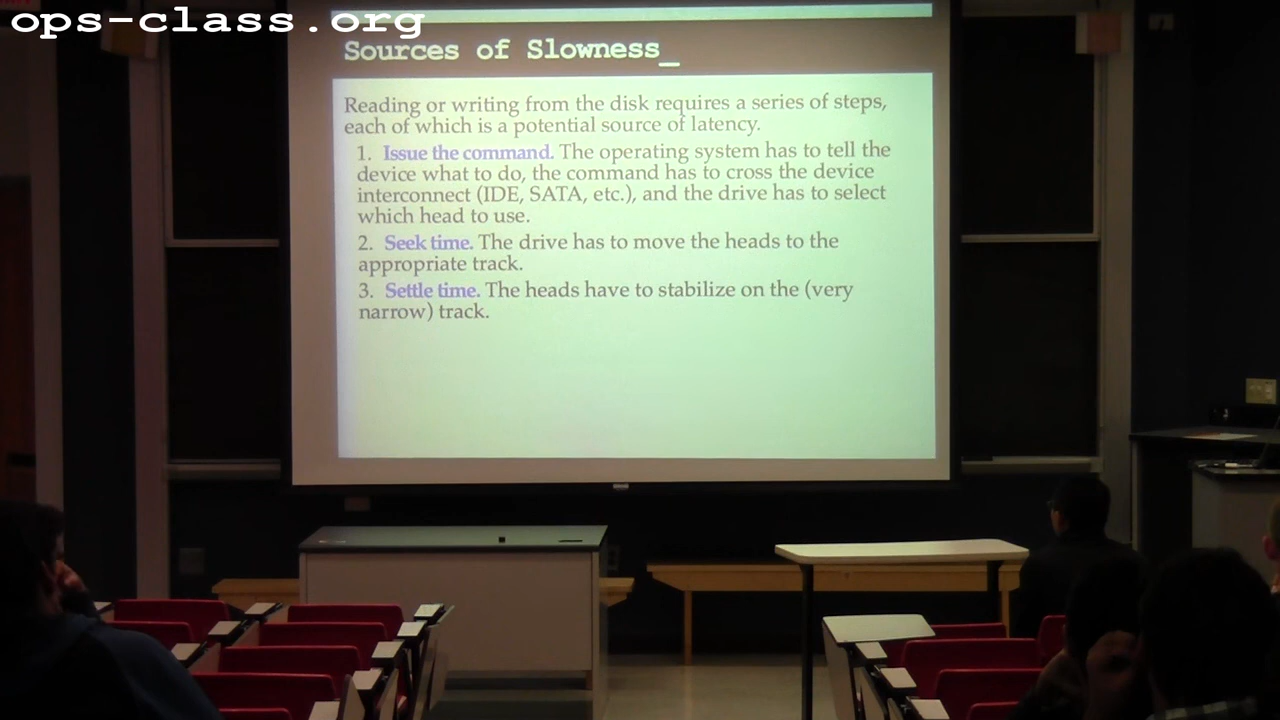 ops-class.org
Sources of Slowness_
Reading or writing from the disk requires a series of steps,
each of which is a potential source of latency.
1. Issue the command. The operating system has to tell the
device what to do, the command has to cross the device
interconnect (IDE, SATA, etc.), and the drive has to select
which head to use.
2. Seek time. The drive has to move the heads to the
appropriate track.
3. Settle time. The heads have to stabilize on the (very
narrow) track.